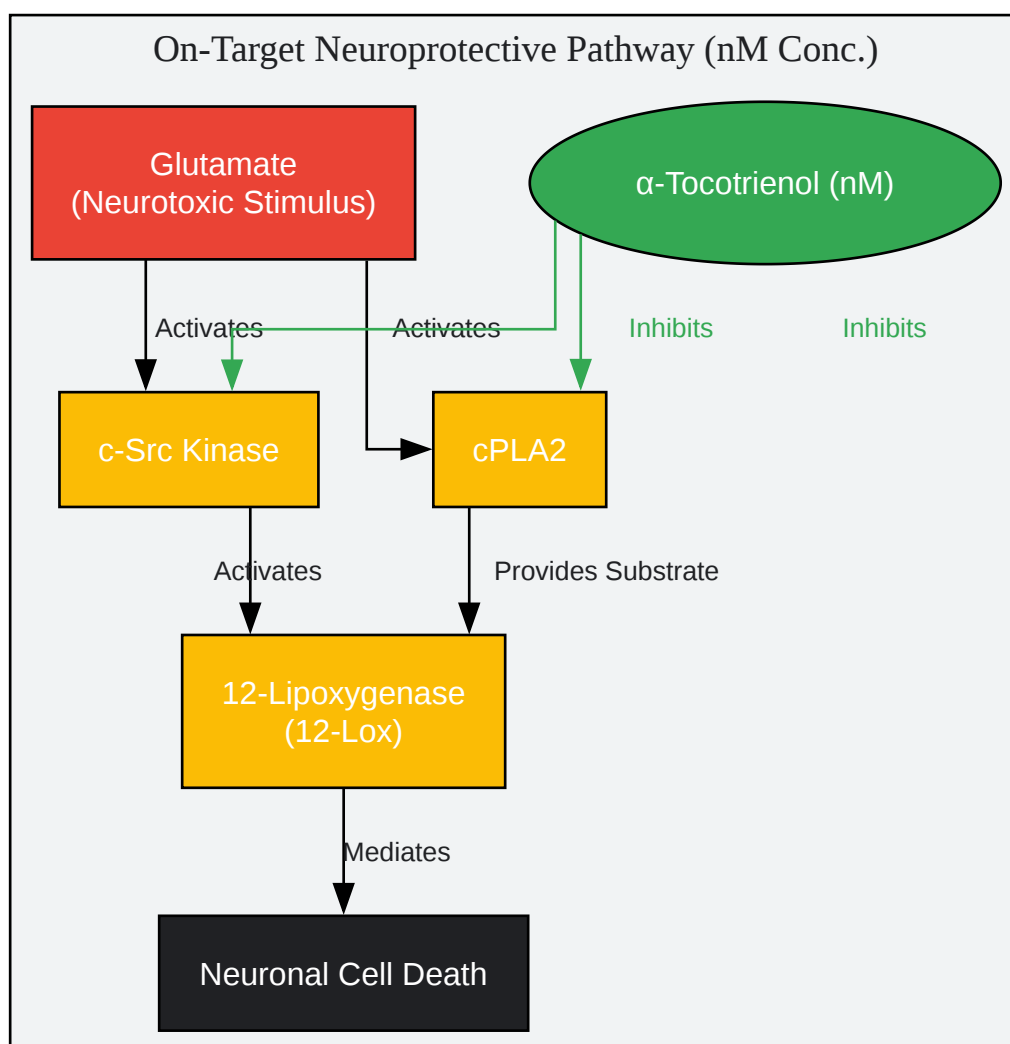 On-Target Neuroprotective Pathway (nM Conc.)
Glutamate
(Neurotoxic Stimulus)
α-Tocotrienol (nM)
Activates
Activates
Inhibits
Inhibits
c-Src Kinase
cPLA2
Activates
Provides Substrate
12-Lipoxygenase
(12-Lox)
Mediates
Neuronal Cell Death